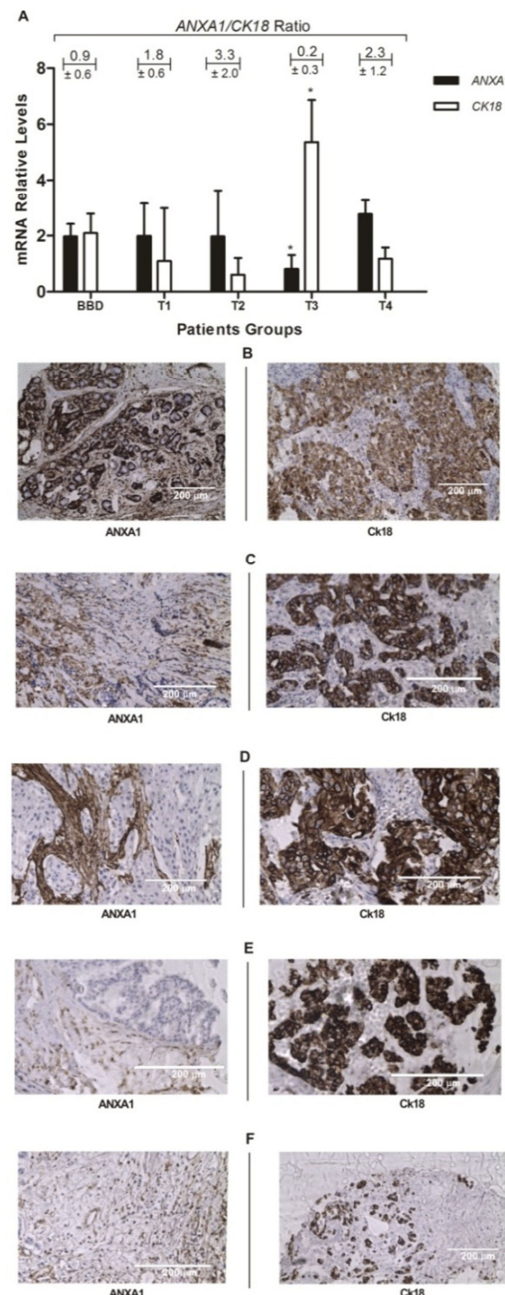 A
ANXA1/CK18 Ratio
0.9 1.8 3.3 0.2 2.3
± 0.6 ± 0.6 ± 2.0 ± 0.3 ± 1.2
mRNA Relative Levels
8
6
4
2
0
* *
ANXA
CK18
BBD T1 T2 T3 T4
Patients Groups
B
200 µm 200 µm
ANXA1 Ck18
C
200 µm 200 µm
ANXA1 Ck18
D
200 µm 200 µm
ANXA1 Ck18
E
200 µm 200 µm
ANXA1 Ck18
F
200 µm 200 µm
ANXA1 Ck18